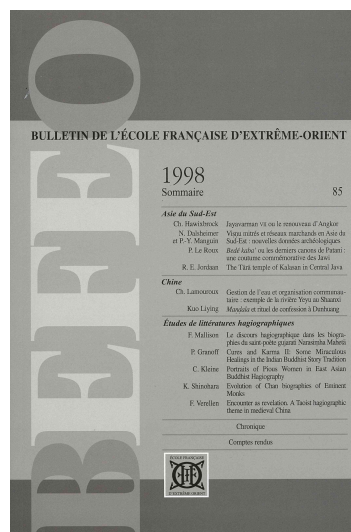 BEFEO
BULLETIN DE L'ÉCOLE FRANÇAISE D'EXTRÊME-ORIENT
1998
Sommaire 85
Asie du Sud-Est
Ch. Hawixbrock Jayavarman VII ou le renouveau d'Angkor
N. Dalsheimer Viṣṇu mitrés et réseaux marchands en Asie du
et P.-Y. Manguin Sud-Est : nouvelles données archéologiques
P. Le Roux Bedé kaba' ou les derniers canons de Patani :
une coutume commémorative des Jawi
R. E. Jordaan The Tārā temple of Kalasan in Central Java
Chine
Ch. Lamouroux Gestion de l'eau et organisation communau-
taire : exemple de la rivière Yeyu au Shaanxi
Kuo Liying Mandala et rituel de confession à Dunhuang
Études de littératures hagiographiques
F. Mallison Le discours hagiographique dans les biogra-
phies du saint-poète gujarati Narasiṃha Mahetā
P. Granoff Cures and Karma II: Some Miraculous
Healings in the Indian Buddhist Story Tradition
C. Kleine Portraits of Pious Women in East Asian
Buddhist Hagiography
K. Shinohara Evolution of Chan biographies of Eminent
Monks
F. Verellen Encounter as revelation. A Taoist hagiographic
theme in medieval China
Chronique
Comptes rendus
ÉCOLE FRANÇAISE
D'EXTRÊME-ORIENT